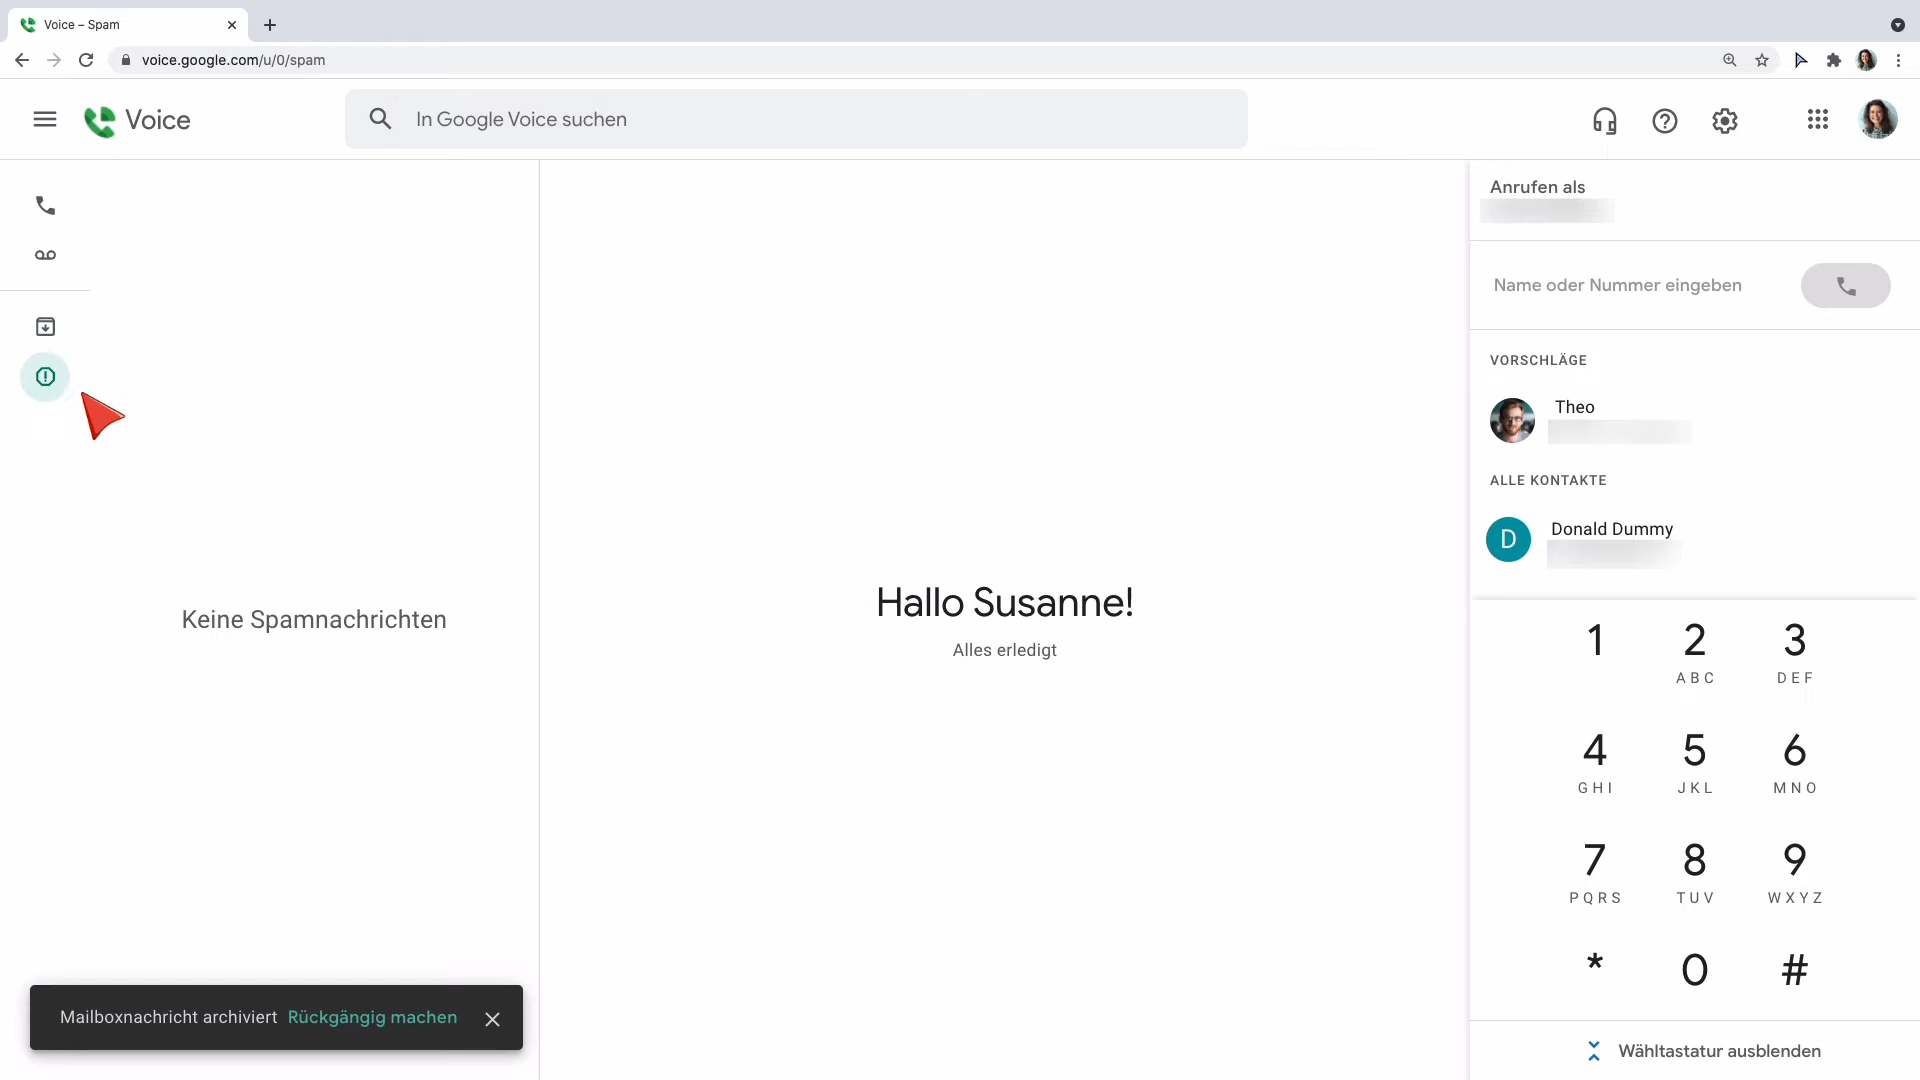 Voice – Spam
voice.google.com/u/0/spam
Voice
In Google Voice suchen
Anrufen als
Name oder Nummer eingeben
VORSCHLÄGE
Theo
ALLE KONTAKTE
D
Donald Dummy
Keine Spamnachrichten
Hallo Susanne!
Alles erledigt
1 2 3
ABC DEF
4 5 6
GHI JKL MNO
7 8 9
PQRS TUV WXYZ
* 0 #
Mailboxnachricht archiviert Rückgängig machen
Wähltastatur ausblenden